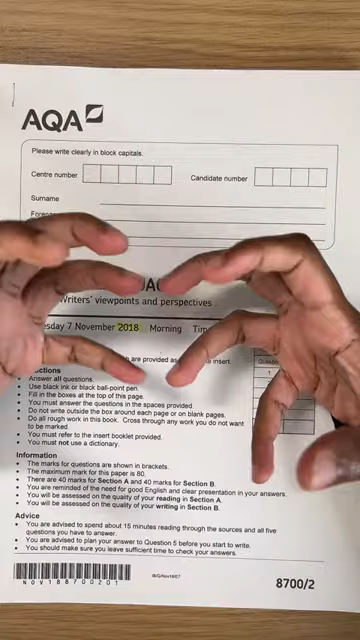 AQA
Please write clearly in block capitals.
Centre number
Candidate number
Surname
Writers' viewpoints and perspectives
7 November 2018 Morning
are provided insert.
Answer all questions.
Use black ink or black ball-point pen.
Fill in the boxes at the top of this page.
You must answer the questions in the spaces provided.
Do not write outside the box around each page or on blank pages.
Do all rough work in this book. Cross through any work you do not want
to be marked.
You must refer to the insert booklet provided.
You must not use a dictionary.
Information
The marks for questions are shown in brackets.
The maximum mark for this paper is 80.
There are 40 marks for Section A and 40 marks for Section B.
You are reminded of the need for good English and clear presentation in your answers.
You will be assessed on the quality of your reading in Section A.
You will be assessed on the quality of your writing in Section B.
Advice
You are advised to spend about 15 minutes reading through the sources and all five
questions you have to answer.
You are advised to plan your answer to Question 5 before you start to write.
You should make sure you leave sufficient time to check your answers.
NOV188700201
IB/G/Nov18/E7
8700/2